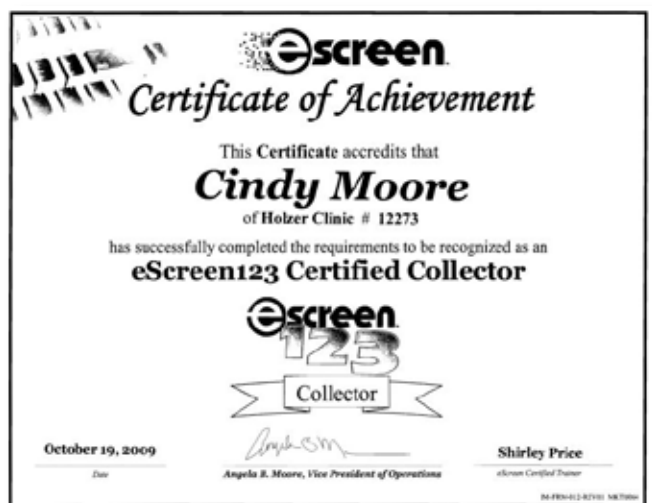 escreen
Certificate of Achievement
This Certificate accredits that
Cindy Moore
of Holzer Clinic # 12273
has successfully completed the requirements to be recognized as an
eScreen123 Certified Collector
escreen
123
Collector
October 19, 2009
Shirley Price
Date
Angela B. Moore, Vice President of Operations
eScreen Certified Trainer